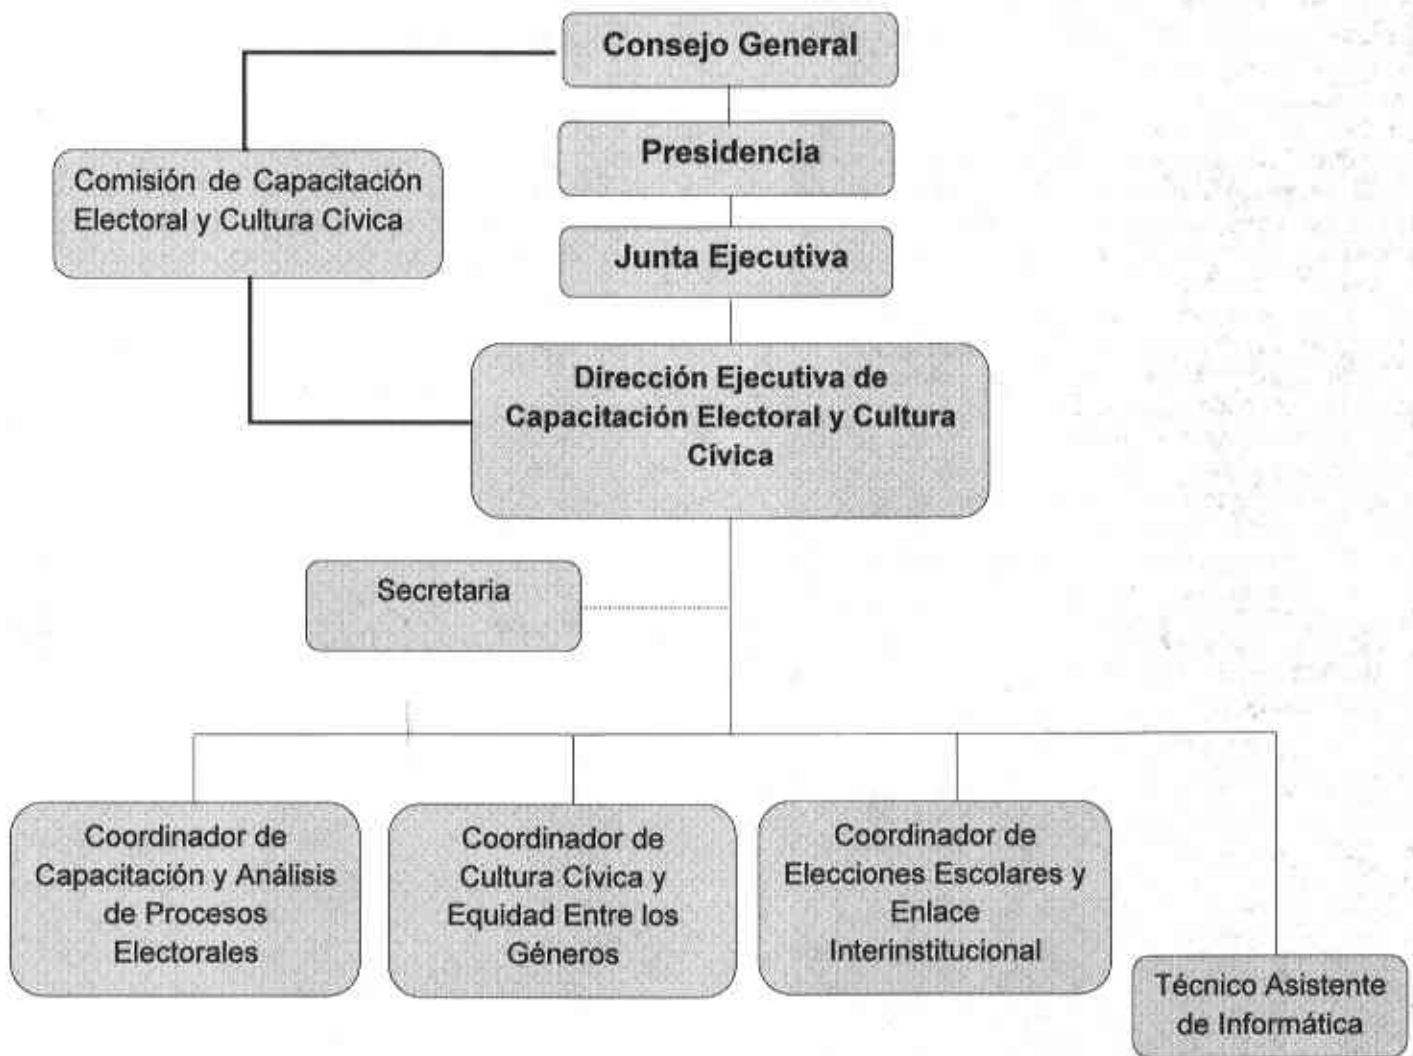 Consejo General
Presidencia
Comisión de Capacitación
Electoral y Cultura Cívica
Junta Ejecutiva
Dirección Ejecutiva de
Capacitación Electoral y Cultura
Cívica
Secretaria
Coordinador de
Capacitación y Análisis
de Procesos
Electorales
Coordinador de
Cultura Cívica y
Equidad Entre los
Géneros
Coordinador de
Elecciones Escolares y
Enlace
Interinstitucional
Técnico Asistente
de Informática